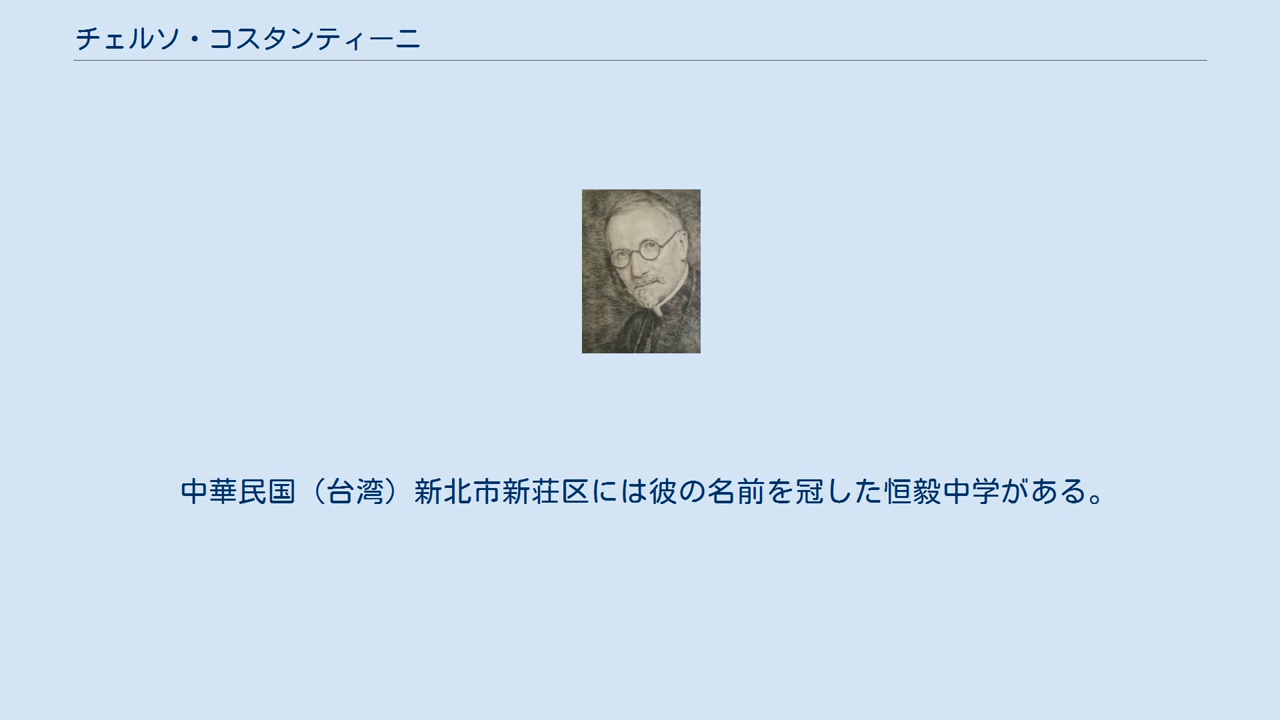 チェルソ・コスタンティーニ
中華民国（台湾）新北市新荘区には彼の名前を冠した恒毅中学がある。